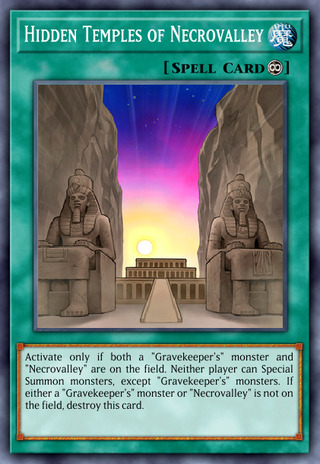 Hidden Temples of Necrovalley 魔
[Spell Card]
Activate only if both a "Gravekeeper's" monster and
"Necrovalley" are on the field. Neither player can Special
Summon monsters, except "Gravekeeper's" monsters. If
either a "Gravekeeper's" monster or "Necrovalley" is not on
the field, destroy this card.